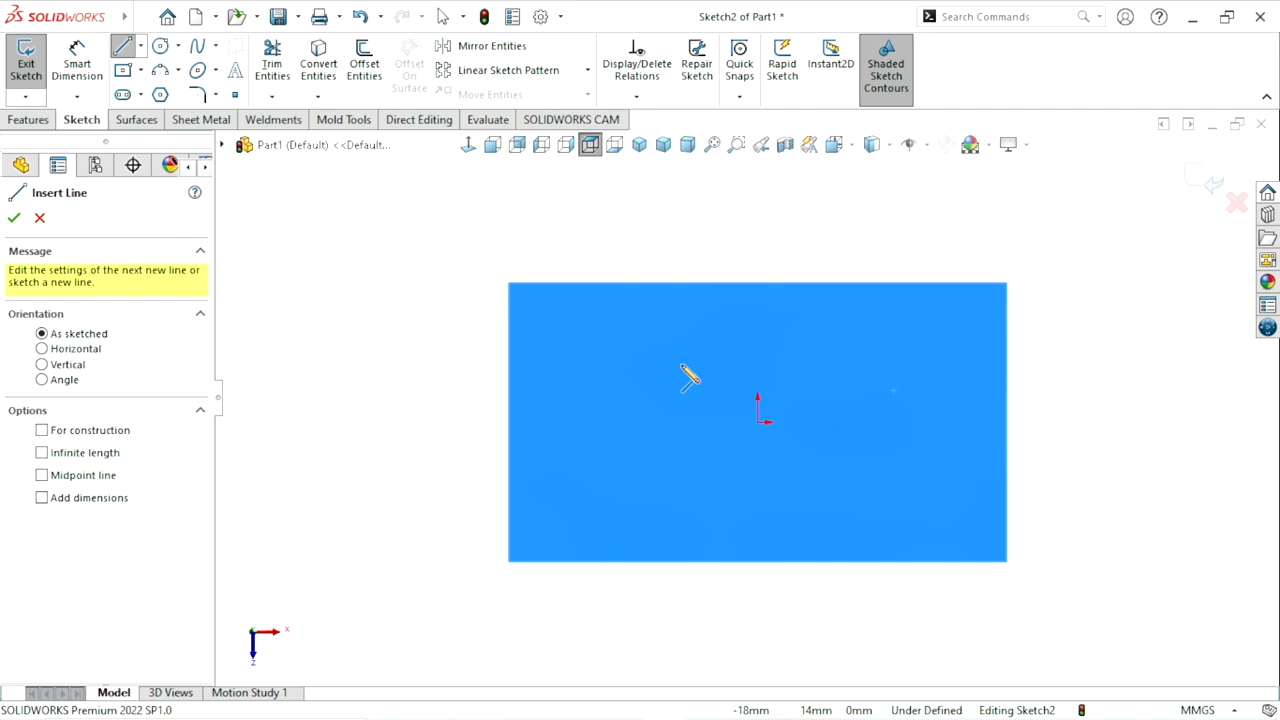 SOLIDWORKS
Sketch2 of Part1 *
Search Commands
Exit Sketch
Smart Dimension
Trim Entities
Convert Entities
Offset Entities
Offset On Surface
Mirror Entities
Linear Sketch Pattern
Move Entities
Display/Delete Relations
Repair Sketch
Quick Snaps
Rapid Sketch
Instant2D
Shaded Sketch Contours
Features
Sketch
Surfaces
Sheet Metal
Weldments
Mold Tools
Direct Editing
Evaluate
SOLIDWORKS CAM
Part1 (Default) <<Default...
Insert Line
Message
Edit the settings of the next new line or
sketch a new line.
Orientation
As sketched
Horizontal
Vertical
Angle
Options
For construction
Infinite length
Midpoint line
Add dimensions
X
Z
Model
3D Views
Motion Study 1
SOLIDWORKS Premium 2022 SP1.0
-18mm
14mm
0mm
Under Defined
Editing Sketch2
MMGS